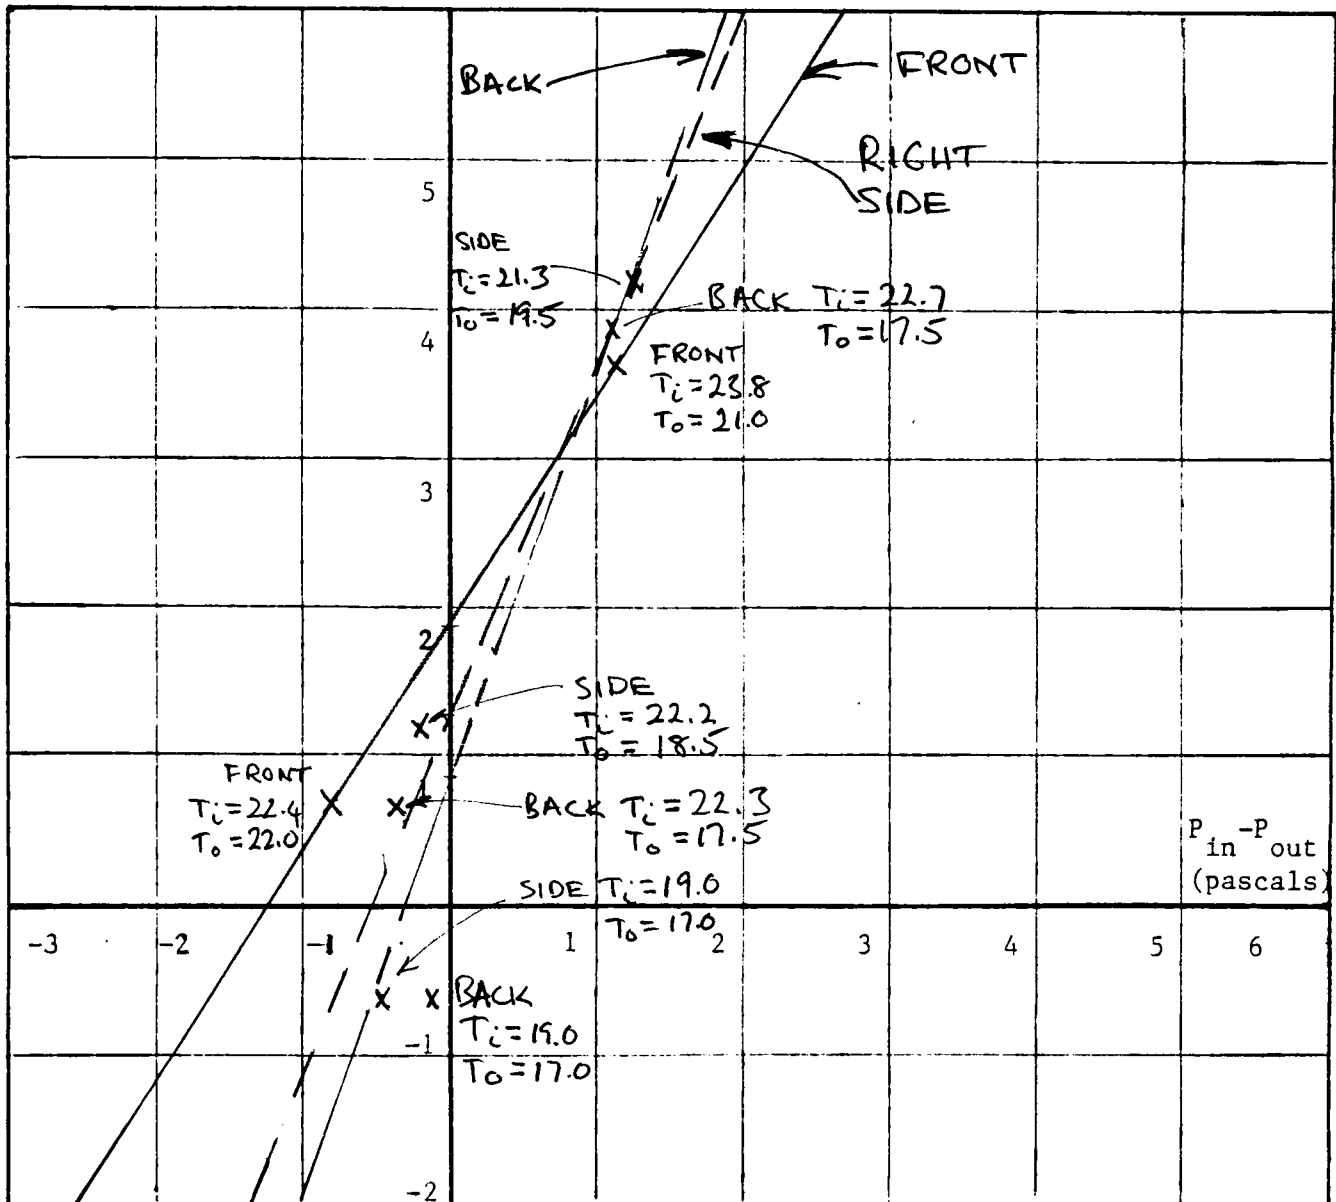 BACK
FRONT
RIGHT
SIDE
5
SIDE
Ti = 21.3
To = 19.5
BACK Ti = 22.7
To = 17.5
4
FRONT
Ti = 23.8
To = 21.0
3
2
SIDE
Ti = 22.2
To = 18.5
FRONT
Ti = 22.4
To = 22.0
BACK Ti = 22.3
To = 17.5
Pin-Pout
(pascals)
SIDE Ti = 19.0
To = 17.0
-3 -2 -1 1 2 3 4 5 6
BACK
Ti = 19.0
To = 17.0
-1
-2